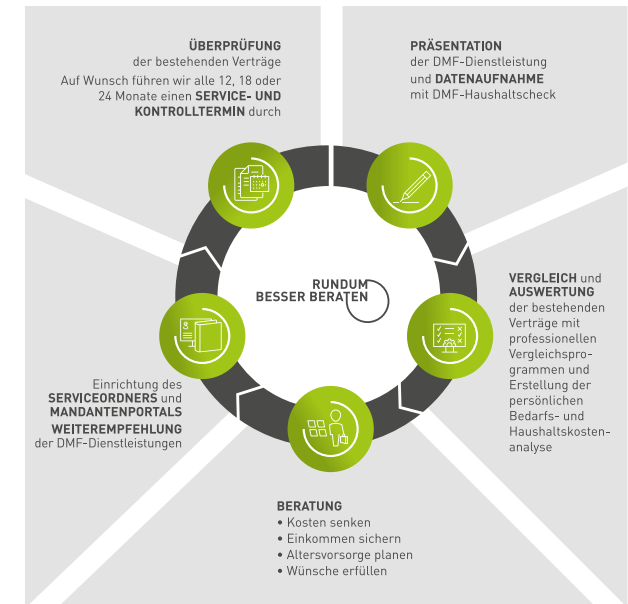 ÜBERPRÜFUNG
der bestehenden Verträge
Auf Wunsch führen wir alle 12, 18 oder
24 Monate einen SERVICE- UND
KONTROLLTERMIN durch
PRÄSENTATION
der DMF-Dienstleistung
und DATENAUFNAHME
mit DMF-Haushaltscheck
RUNDUM
BESSER BERATEN
VERGLEICH und
AUSWERTUNG
der bestehenden
Verträge mit
professionellen
Vergleichspro-
grammen und
Erstellung der
persönlichen
Bedarfs- und
Haushaltskosten-
analyse
Einrichtung des
SERVICEORDNERS und
MANDANTENPORTALS
WEITEREMPFEHLUNG
der DMF-Dienstleistungen
BERATUNG
• Kosten senken
• Einkommen sichern
• Altersvorsorge planen
• Wünsche erfüllen